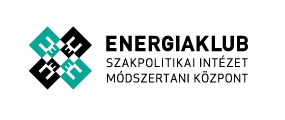 ENERGIAKLUB
SZAKPOLITIKAI INTÉZET
MÓDSZERTANI KÖZPONT